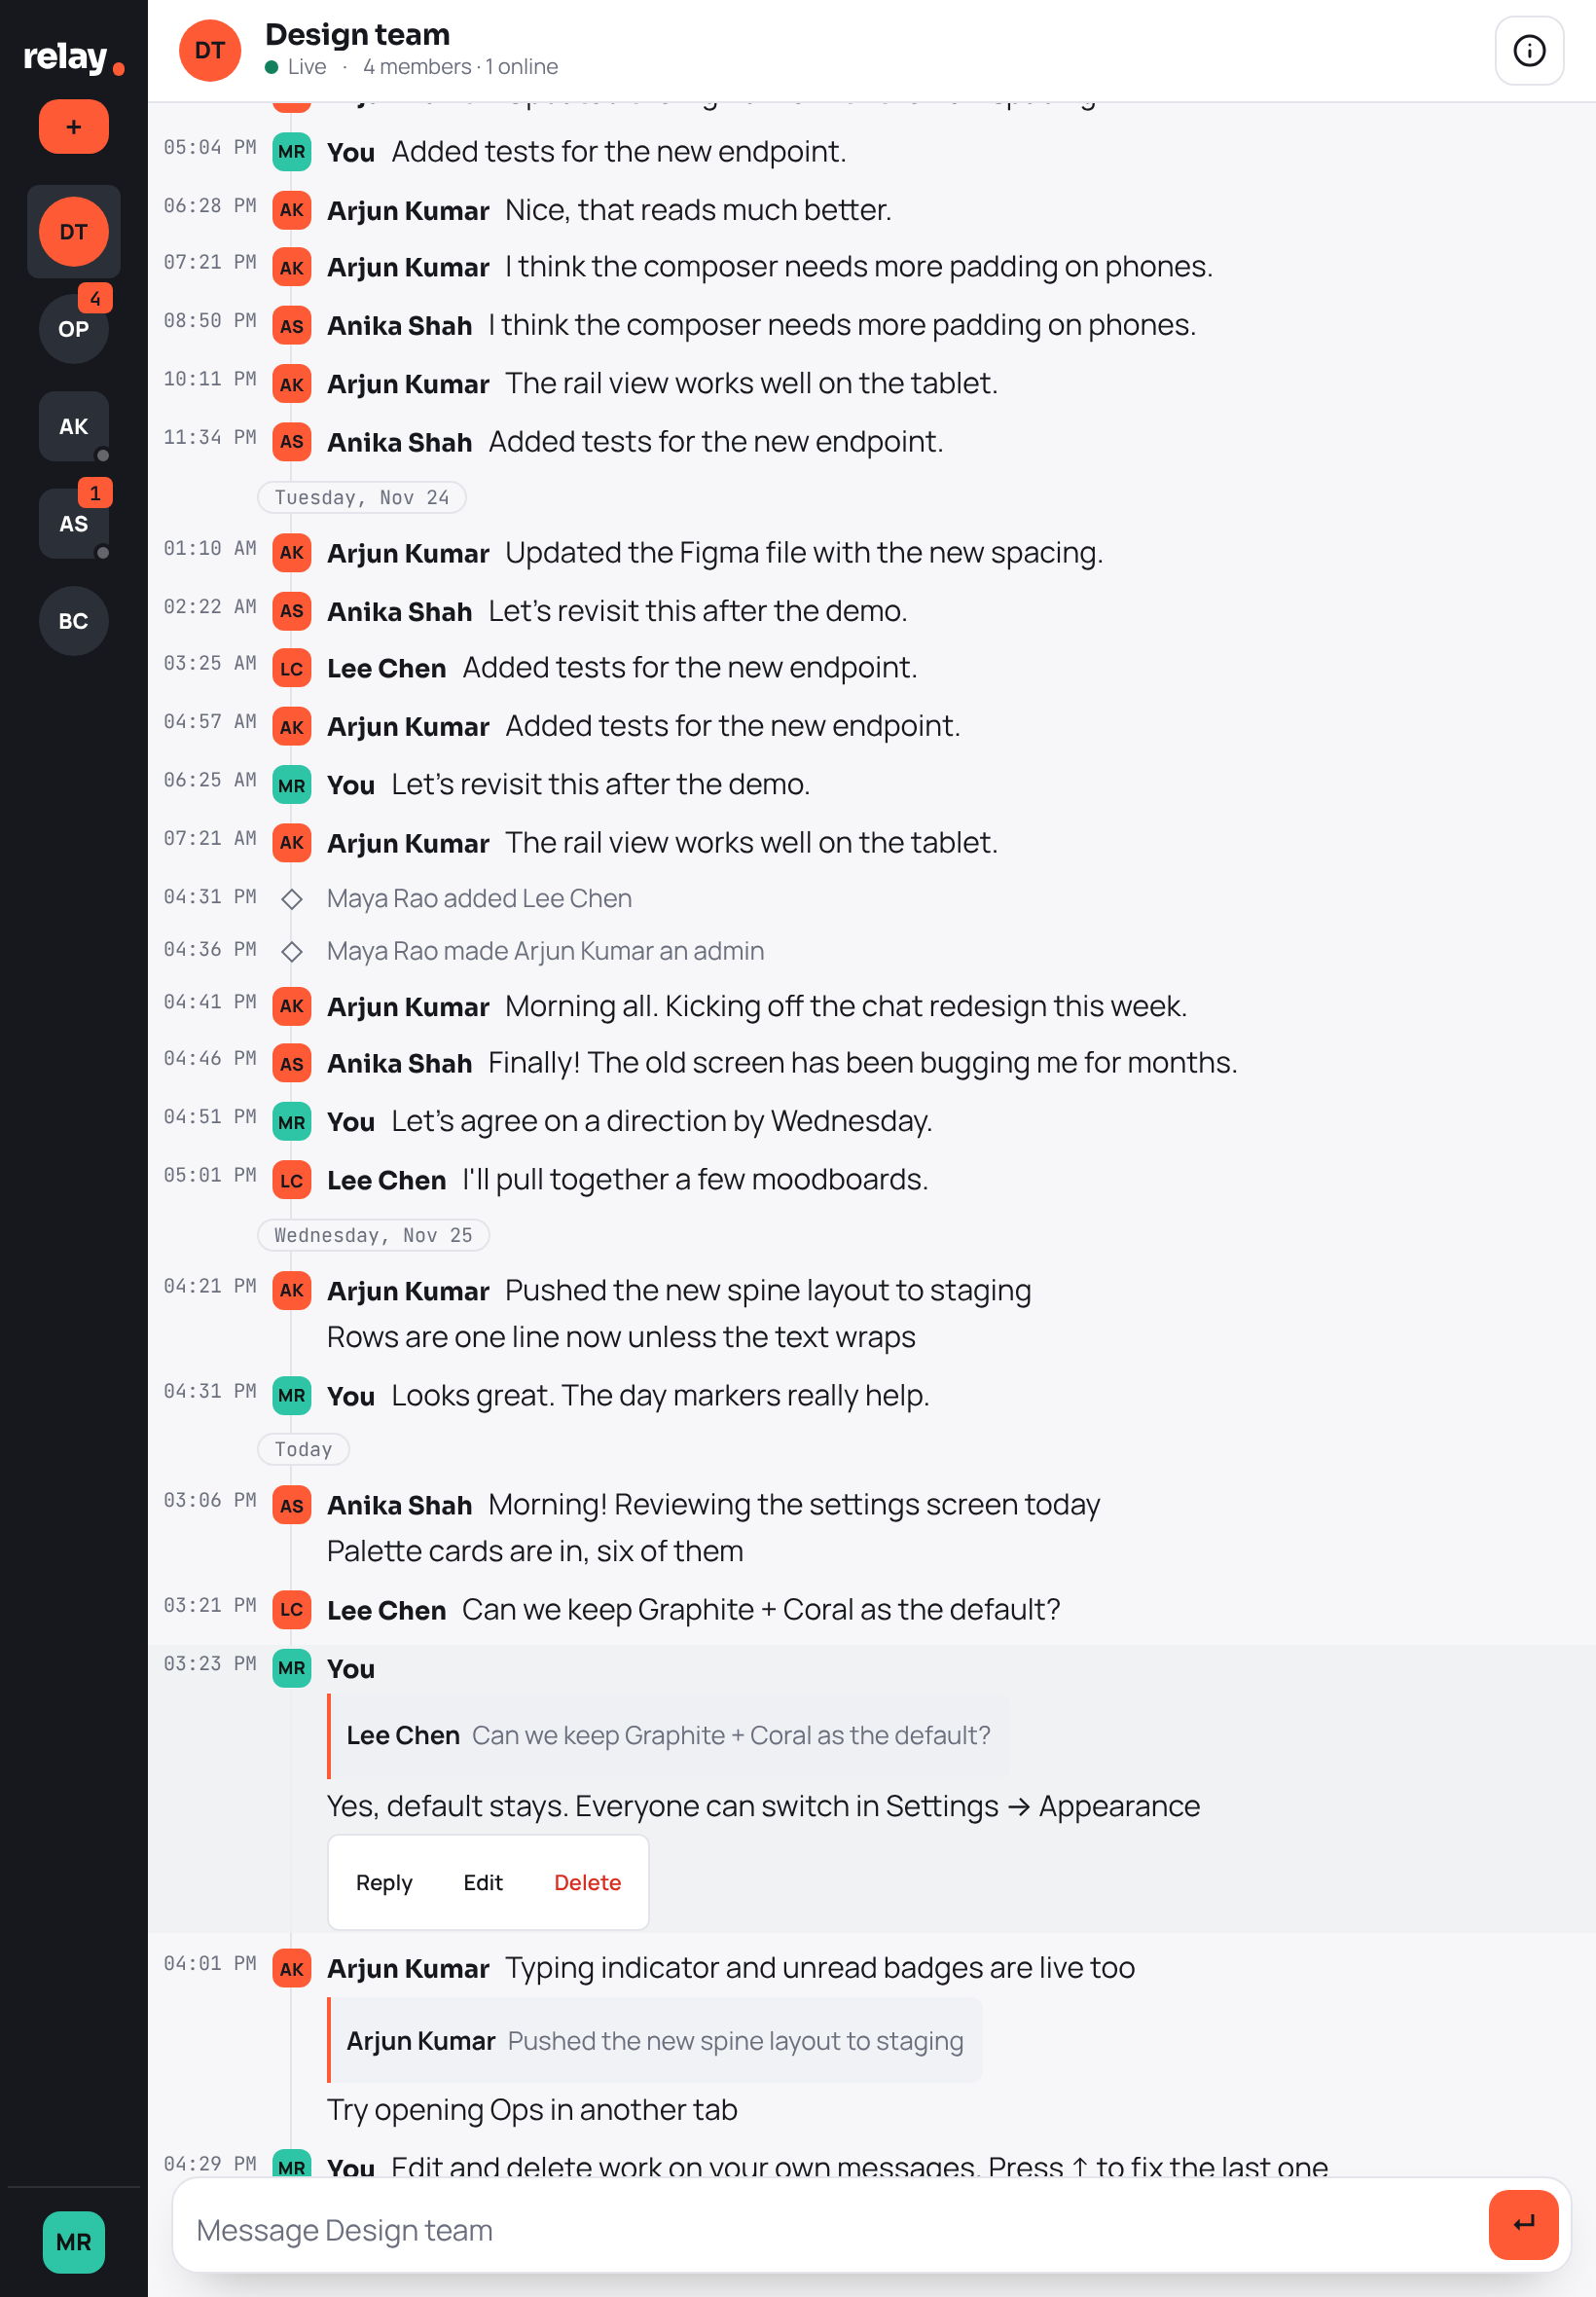 relay.
+
DT
4
OP
AK
1
AS
BC
MR
DT
Design team
Live · 4 members · 1 online
05:04 PM MR You Added tests for the new endpoint.
06:28 PM AK Arjun Kumar Nice, that reads much better.
07:21 PM AK Arjun Kumar I think the composer needs more padding on phones.
08:50 PM AS Anika Shah I think the composer needs more padding on phones.
10:11 PM AK Arjun Kumar The rail view works well on the tablet.
11:34 PM AS Anika Shah Added tests for the new endpoint.
Tuesday, Nov 24
01:10 AM AK Arjun Kumar Updated the Figma file with the new spacing.
02:22 AM AS Anika Shah Let's revisit this after the demo.
03:25 AM LC Lee Chen Added tests for the new endpoint.
04:57 AM AK Arjun Kumar Added tests for the new endpoint.
06:25 AM MR You Let's revisit this after the demo.
07:21 AM AK Arjun Kumar The rail view works well on the tablet.
04:31 PM Maya Rao added Lee Chen
04:36 PM Maya Rao made Arjun Kumar an admin
04:41 PM AK Arjun Kumar Morning all. Kicking off the chat redesign this week.
04:46 PM AS Anika Shah Finally! The old screen has been bugging me for months.
04:51 PM MR You Let's agree on a direction by Wednesday.
05:01 PM LC Lee Chen I'll pull together a few moodboards.
Wednesday, Nov 25
04:21 PM AK Arjun Kumar Pushed the new spine layout to staging
Rows are one line now unless the text wraps
04:31 PM MR You Looks great. The day markers really help.
Today
03:06 PM AS Anika Shah Morning! Reviewing the settings screen today
Palette cards are in, six of them
03:21 PM LC Lee Chen Can we keep Graphite + Coral as the default?
03:23 PM MR You
Lee Chen Can we keep Graphite + Coral as the default?
Yes, default stays. Everyone can switch in Settings → Appearance
Reply Edit Delete
04:01 PM AK Arjun Kumar Typing indicator and unread badges are live too
Arjun Kumar Pushed the new spine layout to staging
Try opening Ops in another tab
04:29 PM MR You Edit and delete work on your own messages. Press ↑ to fix the last one
Message Design team